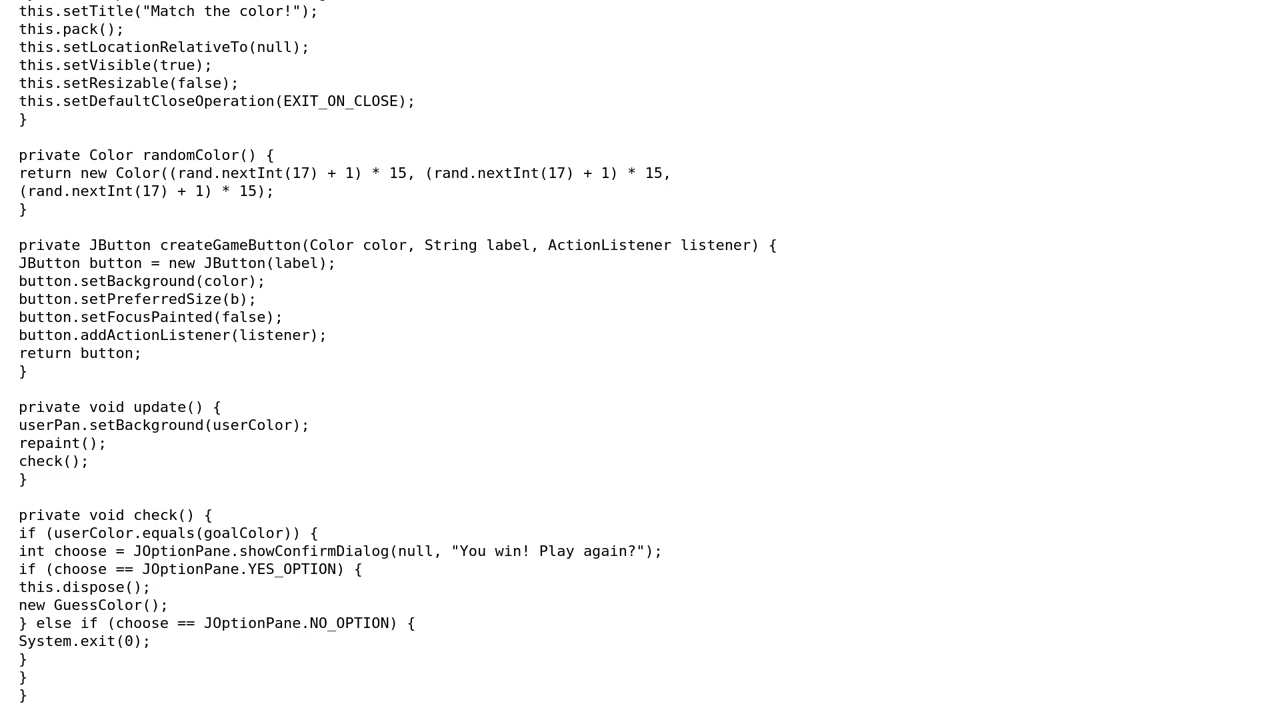 this.setTitle("Match the color!");
this.pack();
this.setLocationRelativeTo(null);
this.setVisible(true);
this.setResizable(false);
this.setDefaultCloseOperation(EXIT_ON_CLOSE);
}

private Color randomColor() {
return new Color((rand.nextInt(17) + 1) * 15, (rand.nextInt(17) + 1) * 15,
(rand.nextInt(17) + 1) * 15);
}

private JButton createGameButton(Color color, String label, ActionListener listener) {
JButton button = new JButton(label);
button.setBackground(color);
button.setPreferredSize(b);
button.setFocusPainted(false);
button.addActionListener(listener);
return button;
}

private void update() {
userPan.setBackground(userColor);
repaint();
check();
}

private void check() {
if (userColor.equals(goalColor)) {
int choose = JOptionPane.showConfirmDialog(null, "You win! Play again?");
if (choose == JOptionPane.YES_OPTION) {
this.dispose();
new GuessColor();
} else if (choose == JOptionPane.NO_OPTION) {
System.exit(0);
}
}
}